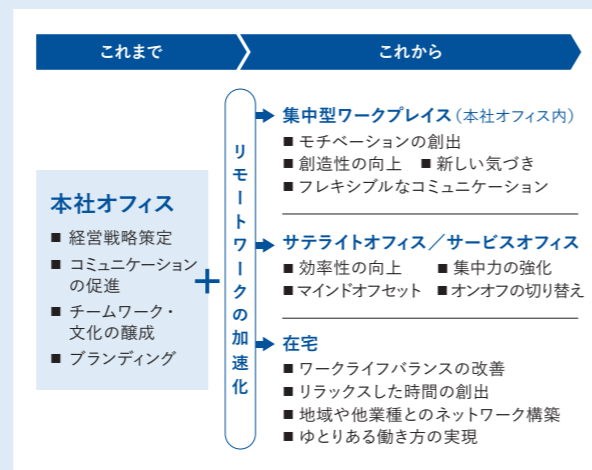 これまで
これから
本社オフィス
■ 経営戦略策定
■ コミュニケーション
の促進
■ チームワーク・
文化の醸成
■ ブランディング
+
リモートワークの加速化
集中型ワークプレイス(本社オフィス内)
■ モチベーションの創出
■ 創造性の向上 ■ 新しい気づき
■ フレキシブルなコミュニケーション
サテライトオフィス/サービスオフィス
■ 効率性の向上 ■ 集中力の強化
■ マインドオフセット ■ オンオフの切り替え
在宅
■ ワークライフバランスの改善
■ リラックスした時間の創出
■ 地域や他業種とのネットワーク構築
■ ゆとりある働き方の実現